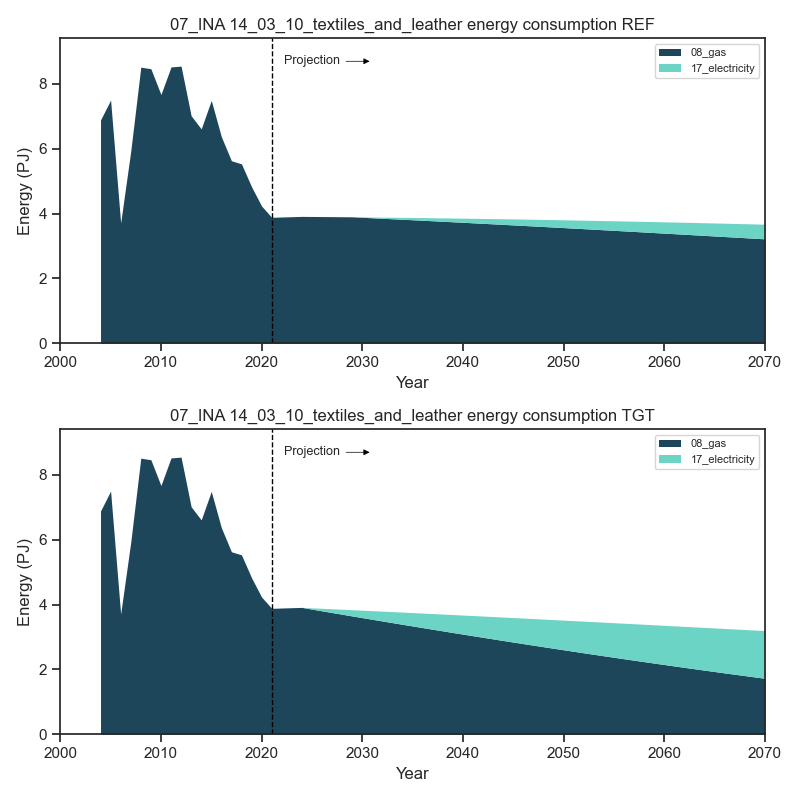 07_INA 14_03_10_textiles_and_leather energy consumption REF
Projection
08_gas
17_electricity
Energy (PJ)
8
6
4
2
0
2000 2010 2020 2030 2040 2050 2060 2070
Year
07_INA 14_03_10_textiles_and_leather energy consumption TGT
Projection
08_gas
17_electricity
Energy (PJ)
8
6
4
2
0
2000 2010 2020 2030 2040 2050 2060 2070
Year